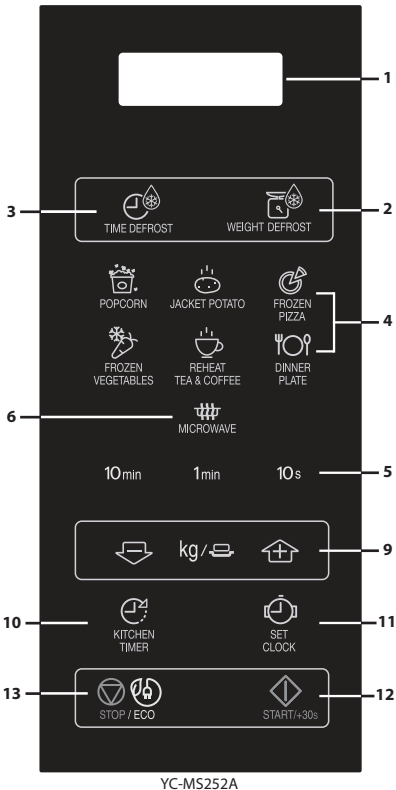 1
3
TIME DEFROST
WEIGHT DEFROST
2
POPCORN
JACKET POTATO
FROZEN
PIZZA
4
FROZEN
VEGETABLES
REHEAT
TEA & COFFEE
DINNER
PLATE
6
MICROWAVE
10min
1min
10s
5
kg/
9
10
KITCHEN
TIMER
SET
CLOCK
11
13
STOP / ECO
START/+30s
12
YC-MS252A